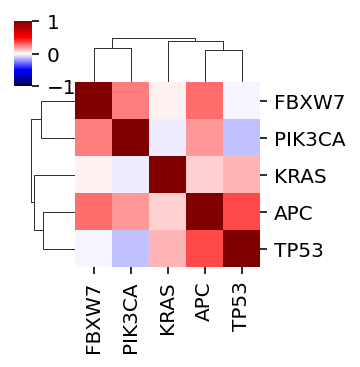 1
0
−1
FBXW7
PIK3CA
KRAS
APC
TP53
FBXW7
PIK3CA
KRAS
APC
TP53